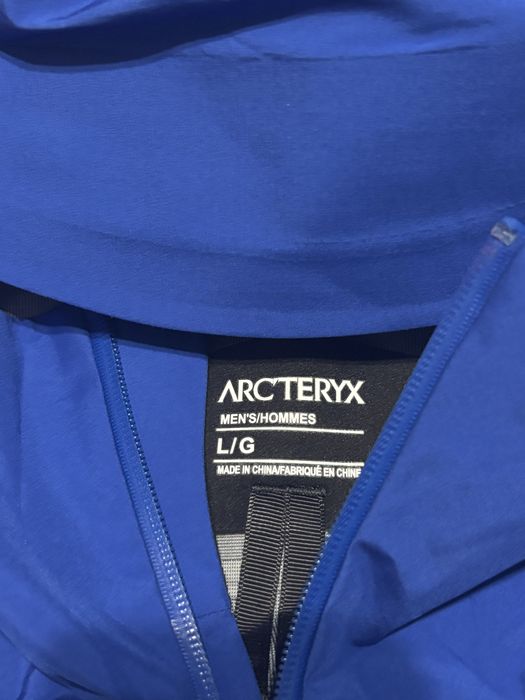 ARC'TERYX
MEN'S/HOMMES
L/G
MADE IN CHINA/FABRIQUÉ EN CHINE